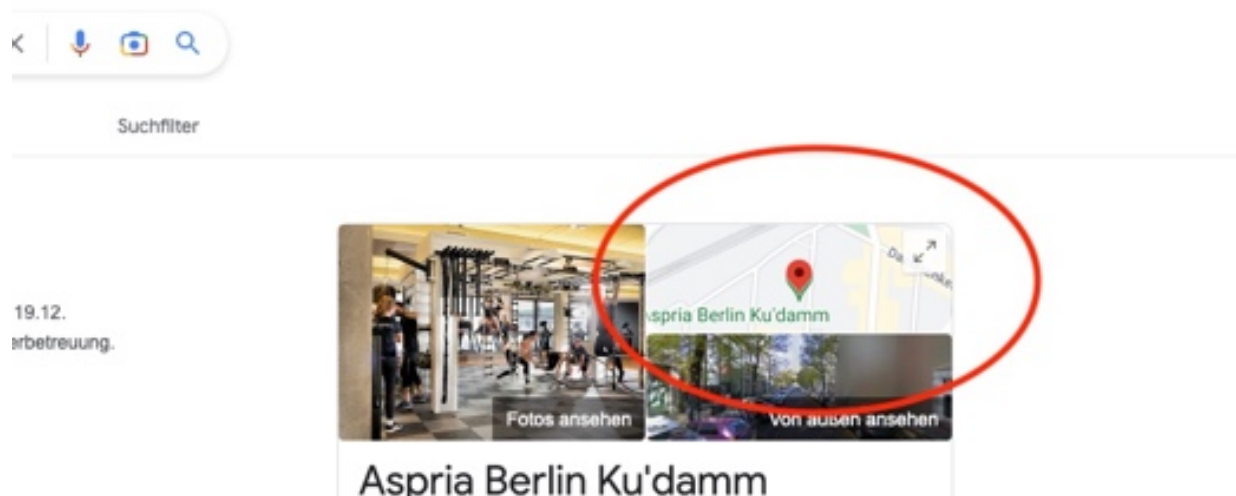 Suchfilter
19.12.
erbetreuung.
Aspria Berlin Ku'damm
Fotos ansehen
Von außen ansehen
Aspria Berlin Ku'damm